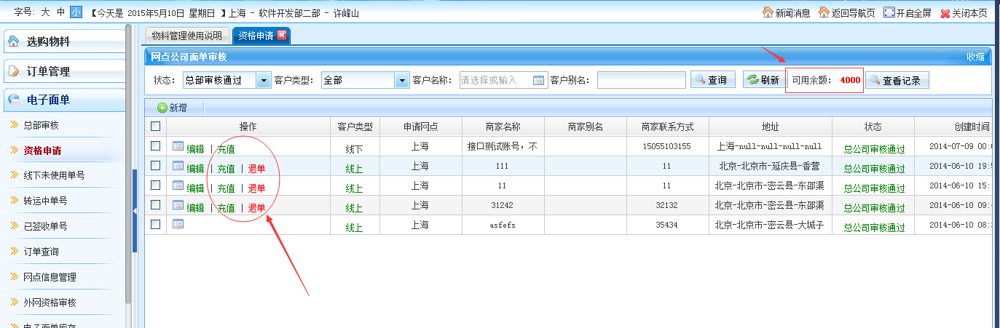 字号: 大 中 小 【今天是 2015年5月10日 星期日 】上海 - 软件开发部二部 - 许峰山 新闻消息 返回导航页 开启全屏 关闭本页
选购物料
订单管理
电子面单
总部审核
资格申请
线下未使用单号
转运中单号
已签收单号
订单查询
网点信息管理
外网资格审核
电子面单库存
物料管理使用说明 资格申请
网点公司面单审核 收缩
状态: 总部审核通过 客户类型: 全部 客户名称: 请选择或输入 客户别名: 查询 刷新 可用余额: 4000 查看记录
新增
操作 客户类型 申请网点 商家名称 商家别名 商家联系方式 地址 状态 创建时间
编辑 | 充值 线下 上海 接口测试账号，不 15055103155 上海-null-null-null-null 总公司审核通过 2014-07-09 00:
编辑 | 充值 | 退单 线上 上海 111 11 北京-北京市-延庆县-香营 总公司审核通过 2014-06-10 19:
编辑 | 充值 | 退单 线上 上海 11 11 北京-北京市-密云县-东邵渠 总公司审核通过 2014-06-10 15:
编辑 | 充值 | 退单 线上 上海 31242 32132 北京-北京市-密云县-东邵渠 总公司审核通过 2014-06-10 09:
线上 上海 asfefs 35434 北京-北京市-密云县-大城子 总公司审核通过 2014-06-10 08: